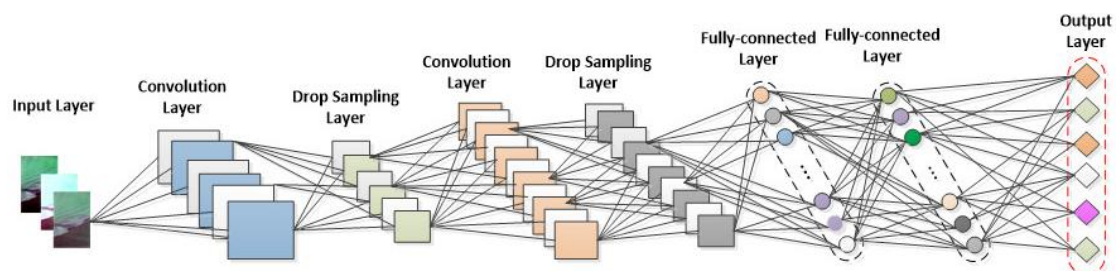 Input Layer
Convolution
Layer
Drop Sampling
Layer
Convolution
Layer
Drop Sampling
Layer
Fully-connected
Layer
Fully-connected
Layer
Output
Layer